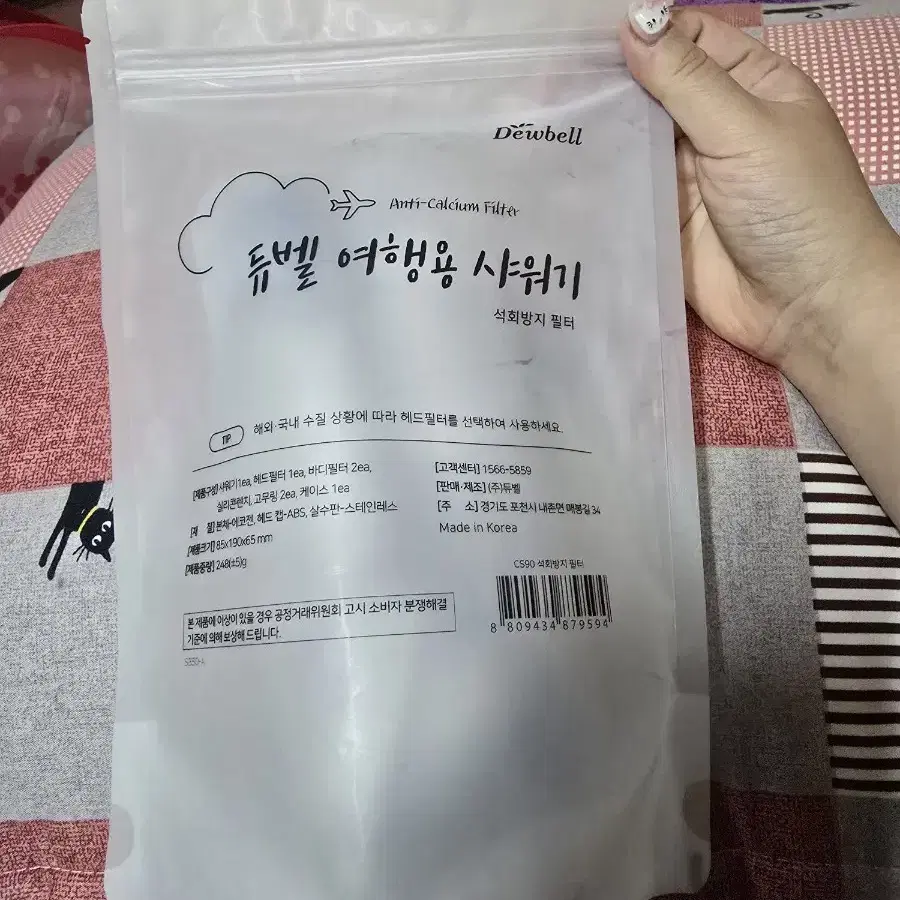 Dewbell
Anti-Calcium Filter
듀벨 여행용 샤워기
석회방지 필터
TIP 해외·국내 수질 상황에 따라 헤드필터를 선택하여 사용하세요.
[제품구성] 샤워기 1ea, 헤드필터 1ea, 바디필터 2ea,
실리콘렌치, 고무링 2ea, 케이스 1ea
[재 질] 본체-에코젠, 헤드 캡-ABS, 살수판-스테인레스
[제품크기] 85x190x65 mm
[제품중량] 248(±5)g
[고객센터] 1566-5859
[판매·제조] (주)듀벨
[주 소] 경기도 포천시 내촌면 매봉길 34
Made in Korea
CS90 석회방지 필터
8 809434 879594
본 제품에 이상이 있을 경우 공정거래위원회 고시 소비자 분쟁해결
기준에 의해 보상해 드립니다.